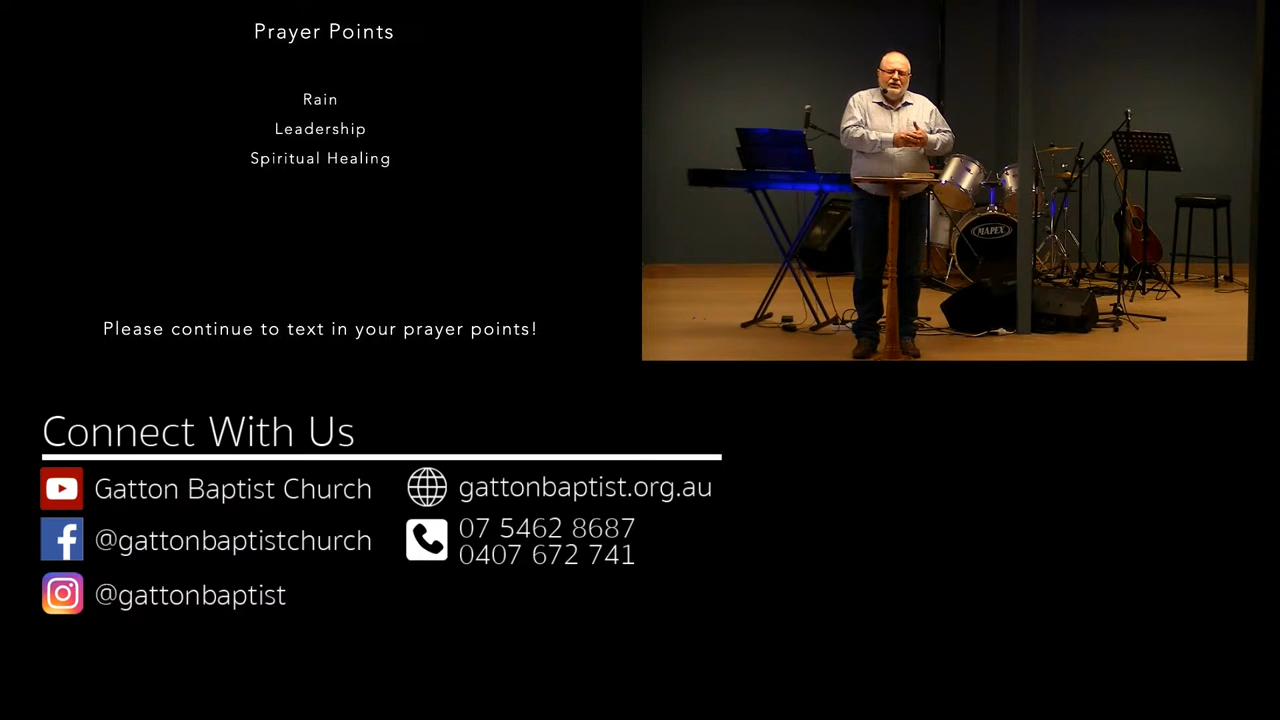 Prayer Points
Rain
Leadership
Spiritual Healing
Please continue to text in your prayer points!
MAPEX
Connect With Us
Gatton Baptist Church
@gattonbaptistchurch
@gattonbaptist
gattonbaptist.org.au
07 5462 8687
0407 672 741